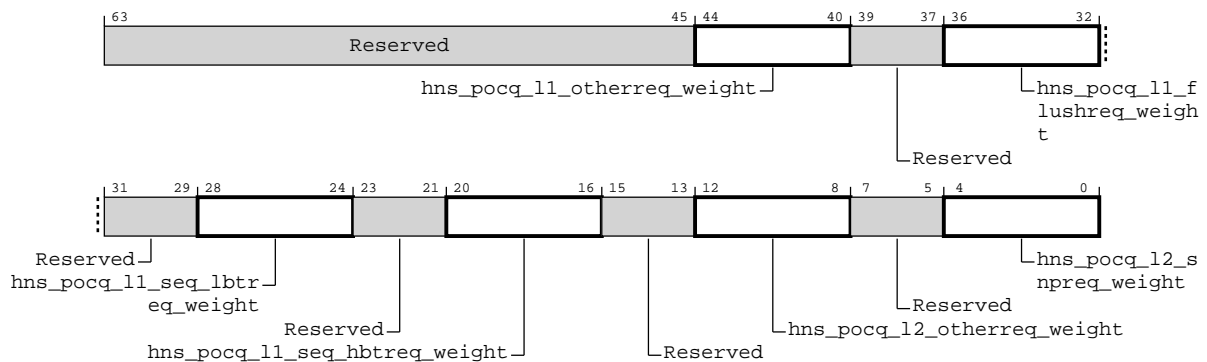 63 45 44 40 39 37 36 32
Reserved
hns_pocq_l1_otherreq_weight
hns_pocq_l1_f
lushreq_weigh
t
Reserved
31 29 28 24 23 21 20 16 15 13 12 8 7 5 4 0
Reserved
hns_pocq_l1_seq_lbtr
eq_weight
hns_pocq_l2_s
npreq_weight
Reserved
Reserved
hns_pocq_l2_otherreq_weight
hns_pocq_l1_seq_hbtreq_weight
Reserved